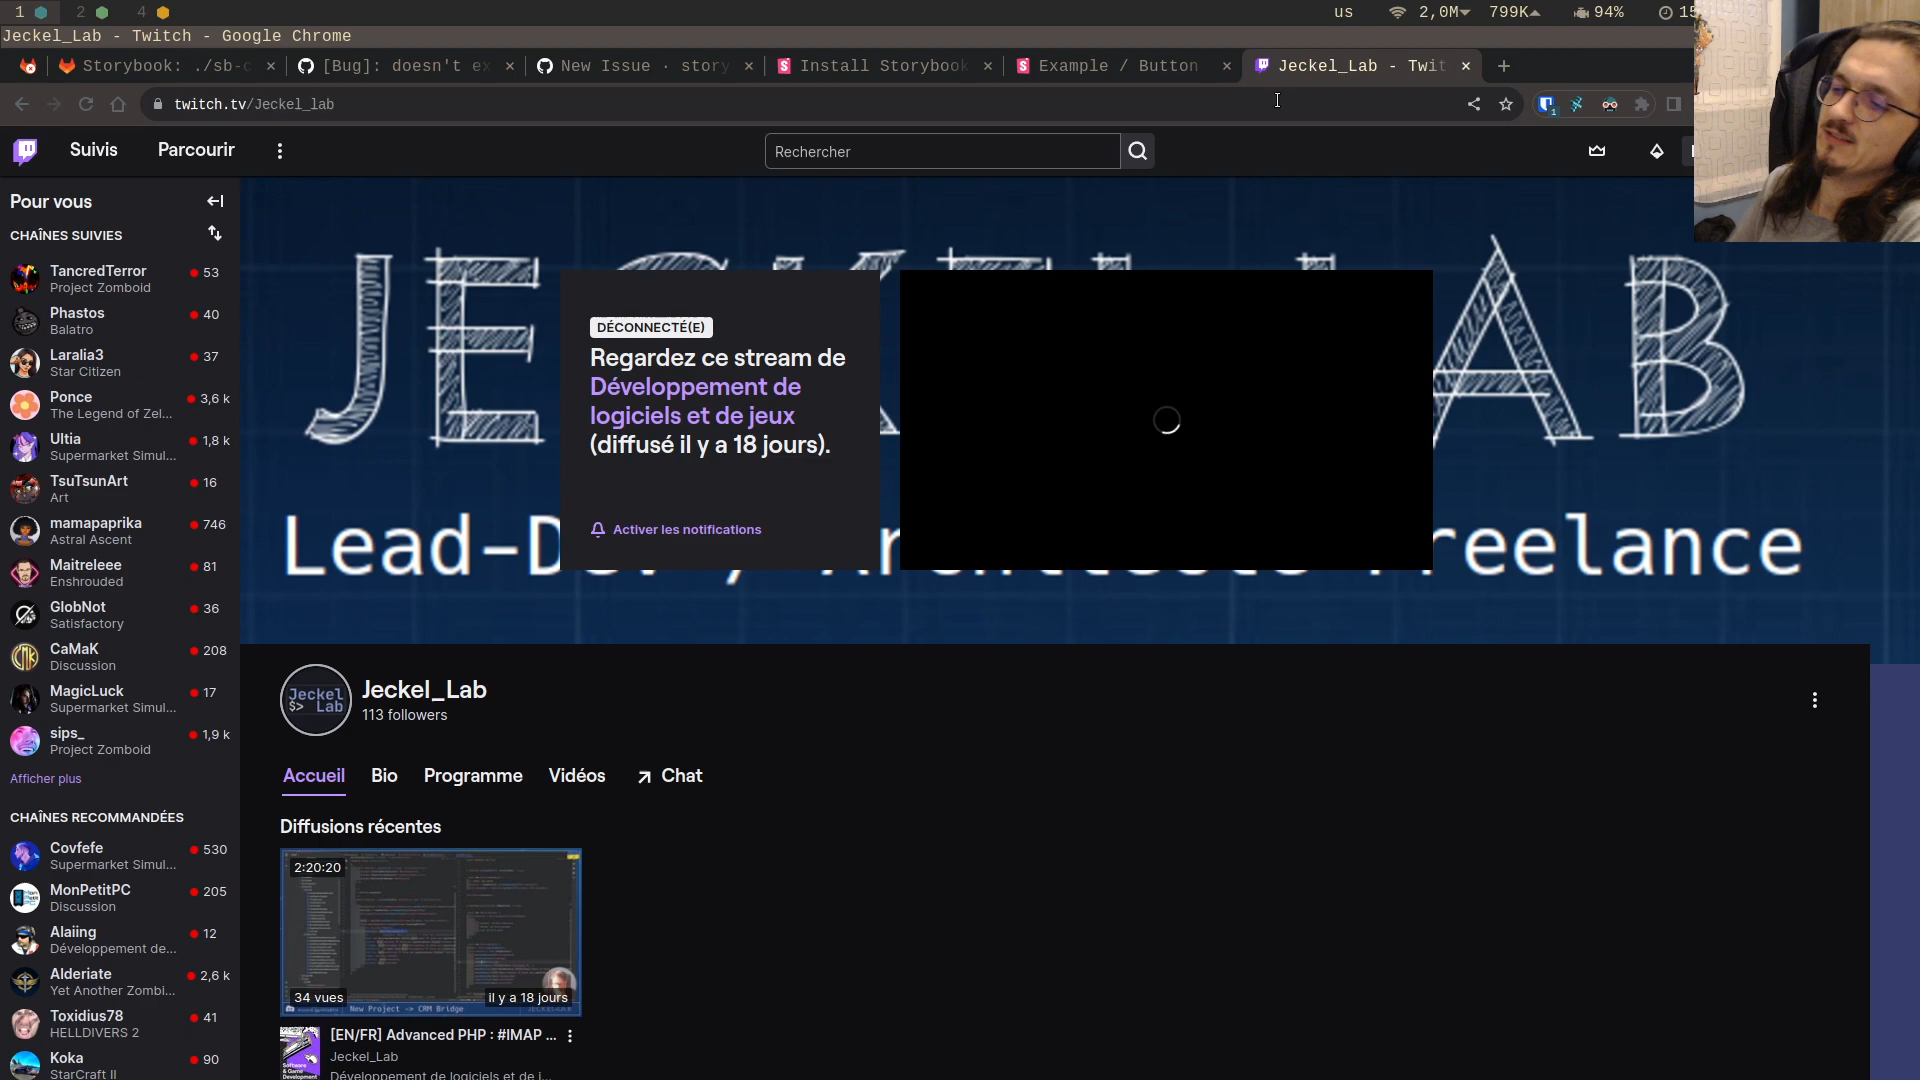 1 2 4 us 2,0M 799K 94%
Jeckel_Lab - Twitch - Google Chrome
Storybook: ./sb-c [Bug]: doesn't ex New Issue · story Install Storybook Example / Button Jeckel_Lab - Twit
twitch.tv/Jeckel_lab
Suivis Parcourir Rechercher
Pour vous
CHAÎNES SUIVIES
TancredTerror 53
Project Zomboid
Phastos 40
Balatro
Laralia3 37
Star Citizen
Ponce 3,6 k
The Legend of Zel...
Ultia 1,8 k
Supermarket Simul...
TsuTsunArt 16
Art
mamapaprika 746
Astral Ascent
Maitreleee 81
Enshrouded
GlobNot 36
Satisfactory
CaMaK 208
Discussion
MagicLuck 17
Supermarket Simul...
sips_ 1,9 k
Project Zomboid
Afficher plus
CHAÎNES RECOMMANDÉES
Covfefe 530
Supermarket Simul...
MonPetitPC 205
Discussion
Alaiing 12
Développement de...
Alderiate 2,6 k
Yet Another Zombi...
Toxidius78 41
HELLDIVERS 2
Koka 90
StarCraft II
DÉCONNECTÉ(E)
Regardez ce stream de
Développement de
logiciels et de jeux
(diffusé il y a 18 jours).
Activer les notifications
Jeckel_Lab
113 followers
Accueil Bio Programme Vidéos Chat
Diffusions récentes
2:20:20
34 vues il y a 18 jours
New Project -> CRM Bridge
[EN/FR] Advanced PHP : #IMAP ...
Jeckel_Lab
Développement de logiciels et de j...